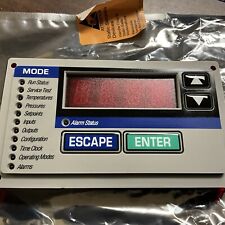 MODE
Run Status
Service Test
Temperatures
Pressures
Setpoints
Inputs
Outputs
Configuration
Time Clock
Operating Modes
Alarms
Alarm Status
ESCAPE
ENTER